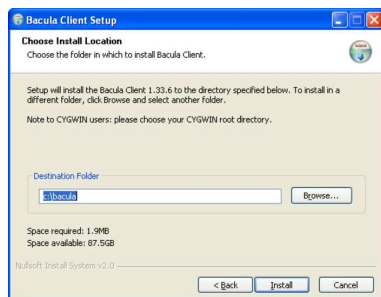 Bacula Client Setup
Choose Install Location
Choose the folder in which to install Bacula Client.
Setup will install the Bacula Client 1.33.6 to the directory specified below. To install in a
different folder, click Browse and select another folder.
Note to CYGWIN users: please choose your CYGWIN root directory.
Destination Folder
c:\bacula
Browse...
Space required: 1.9MB
Space available: 87.5GB
Nullsoft Install System v2.0
< Back
Install
Cancel